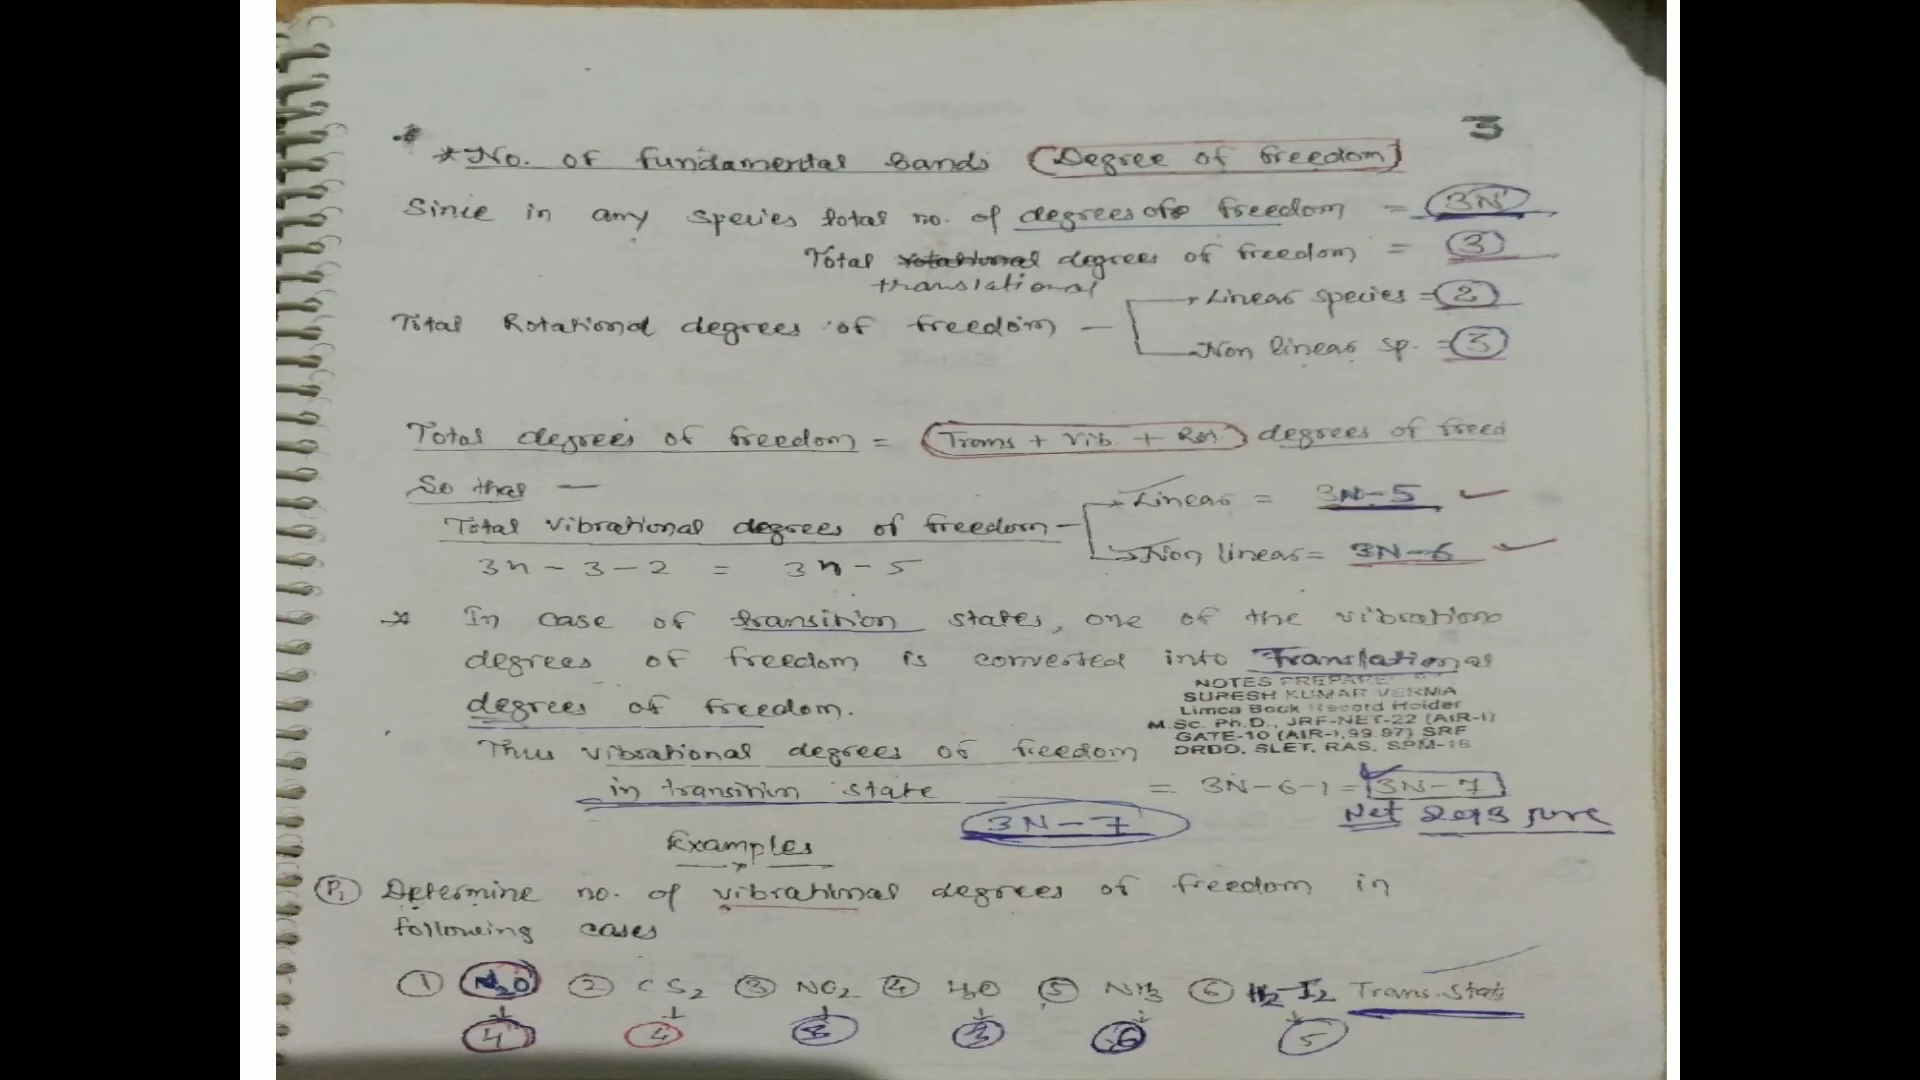 3
* No. of fundamental bands (Degree of freedom)
Since in any species total no. of degrees of freedom = 3N
Total translational degrees of freedom = 3
Total Rotational degrees of freedom —
Linear species = 2
Non linear sp. = 3
Total degrees of freedom = (Trans + Vib. + Rot.) degrees of freed
So that —
Total vibrational degrees of freedom —
Linear = 3N-5
Non linear = 3N-6
3n - 3 - 2 = 3n - 5
* In case of transition states, one of the vibration
degrees of freedom is converted into Translational
degrees of freedom.
NOTES PREPARE
SURESH KUMAR VERMA
Limca Book Record Holder
M.Sc. Ph.D., JRF-NET-22 (AIR-1)
GATE-10 (AIR-1, 99.97) SRF
DRDO, SLET, RAS, SPM-18
Thus vibrational degrees of freedom
in transition state = 3N-6-1 = 3N-7
3N-7
Net 2013 June
Examples
P1 Determine no. of vibrational degrees of freedom in
following cases
① N2O ② CS2 ③ NO2 ④ H2O ⑤ NH3 ⑥ H2-I2 Trans. Stat
4 4 3 3 6 5